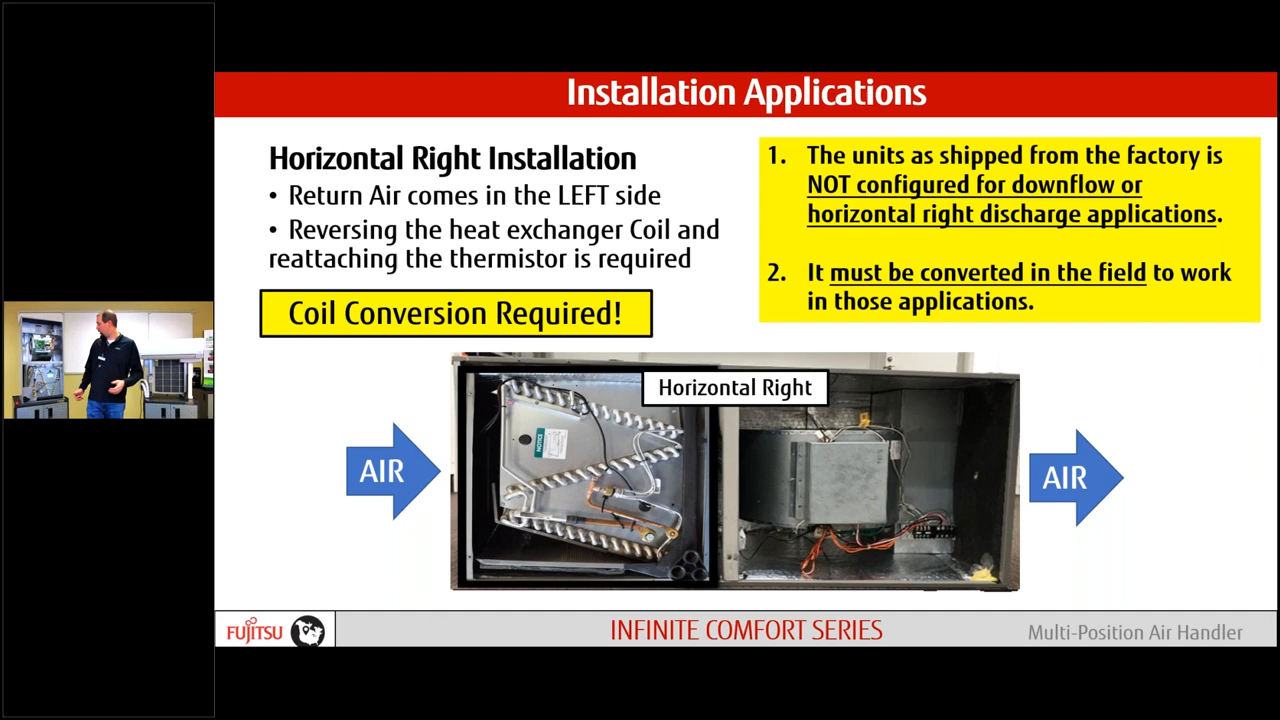 Installation Applications
Horizontal Right Installation
• Return Air comes in the LEFT side
• Reversing the heat exchanger Coil and
reattaching the thermistor is required
Coil Conversion Required!
1. The units as shipped from the factory is
NOT configured for downflow or
horizontal right discharge applications.
2. It must be converted in the field to work
in those applications.
Horizontal Right
NOTICE
AIR
AIR
FUJITSU
INFINITE COMFORT SERIES
Multi-Position Air Handler